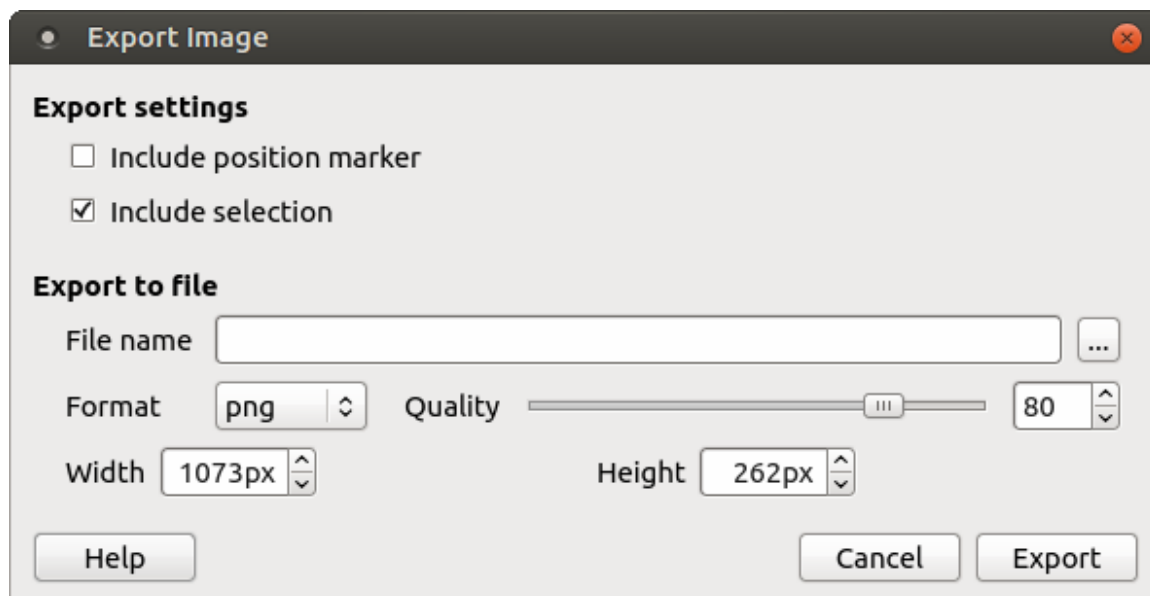 Export Image
Export settings
Include position marker
Include selection
Export to file
File name ...
Format png Quality 80
Width 1073px Height 262px
Help Cancel Export